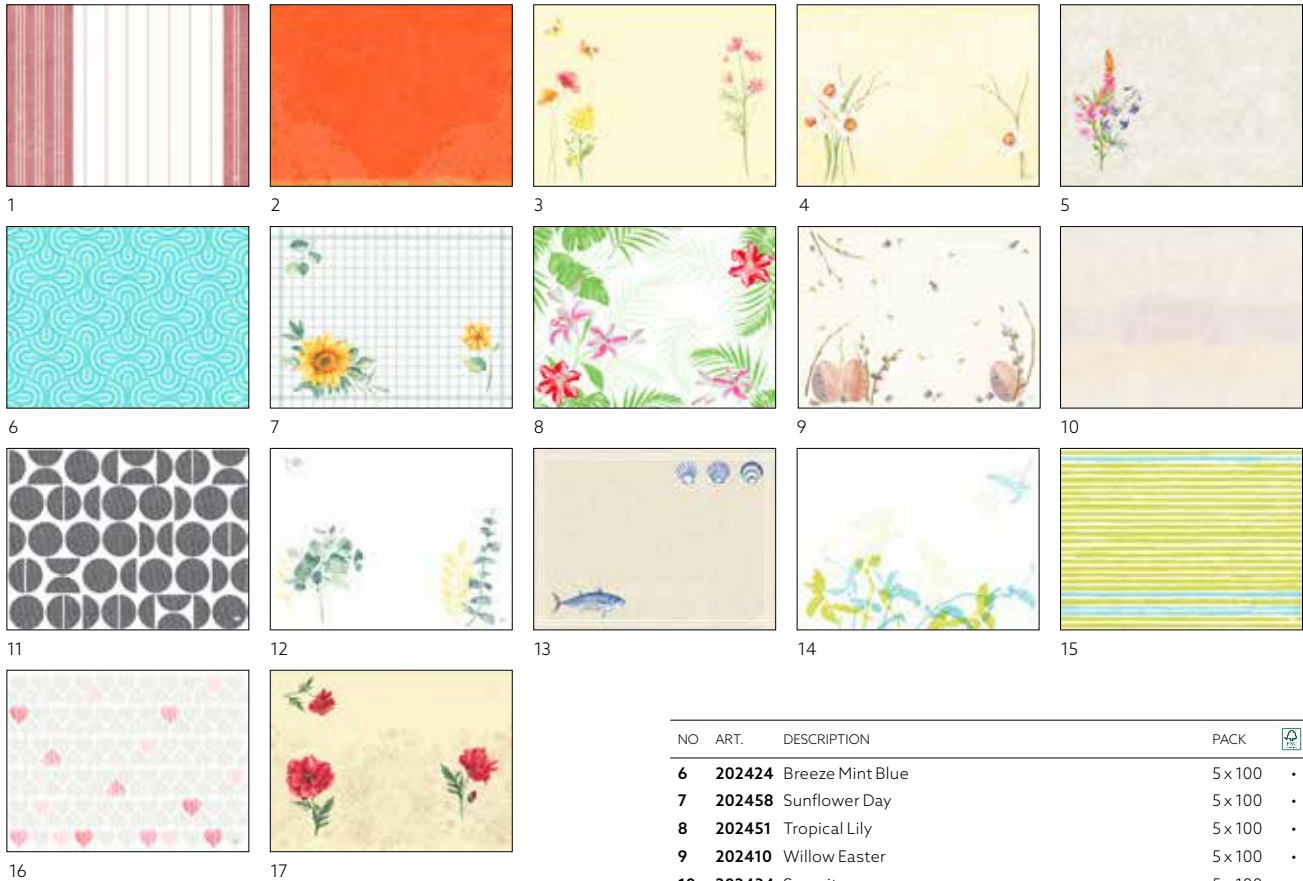 1 2 3 4 5
6 7 8 9 10
11 12 13 14 15
16 17
NO ART. DESCRIPTION PACK FSC
6 202424 Breeze Mint Blue 5 x 100 •
7 202458 Sunflower Day 5 x 100 •
8 202451 Tropical Lily 5 x 100 •
9 202410 Willow Easter 5 x 100 •